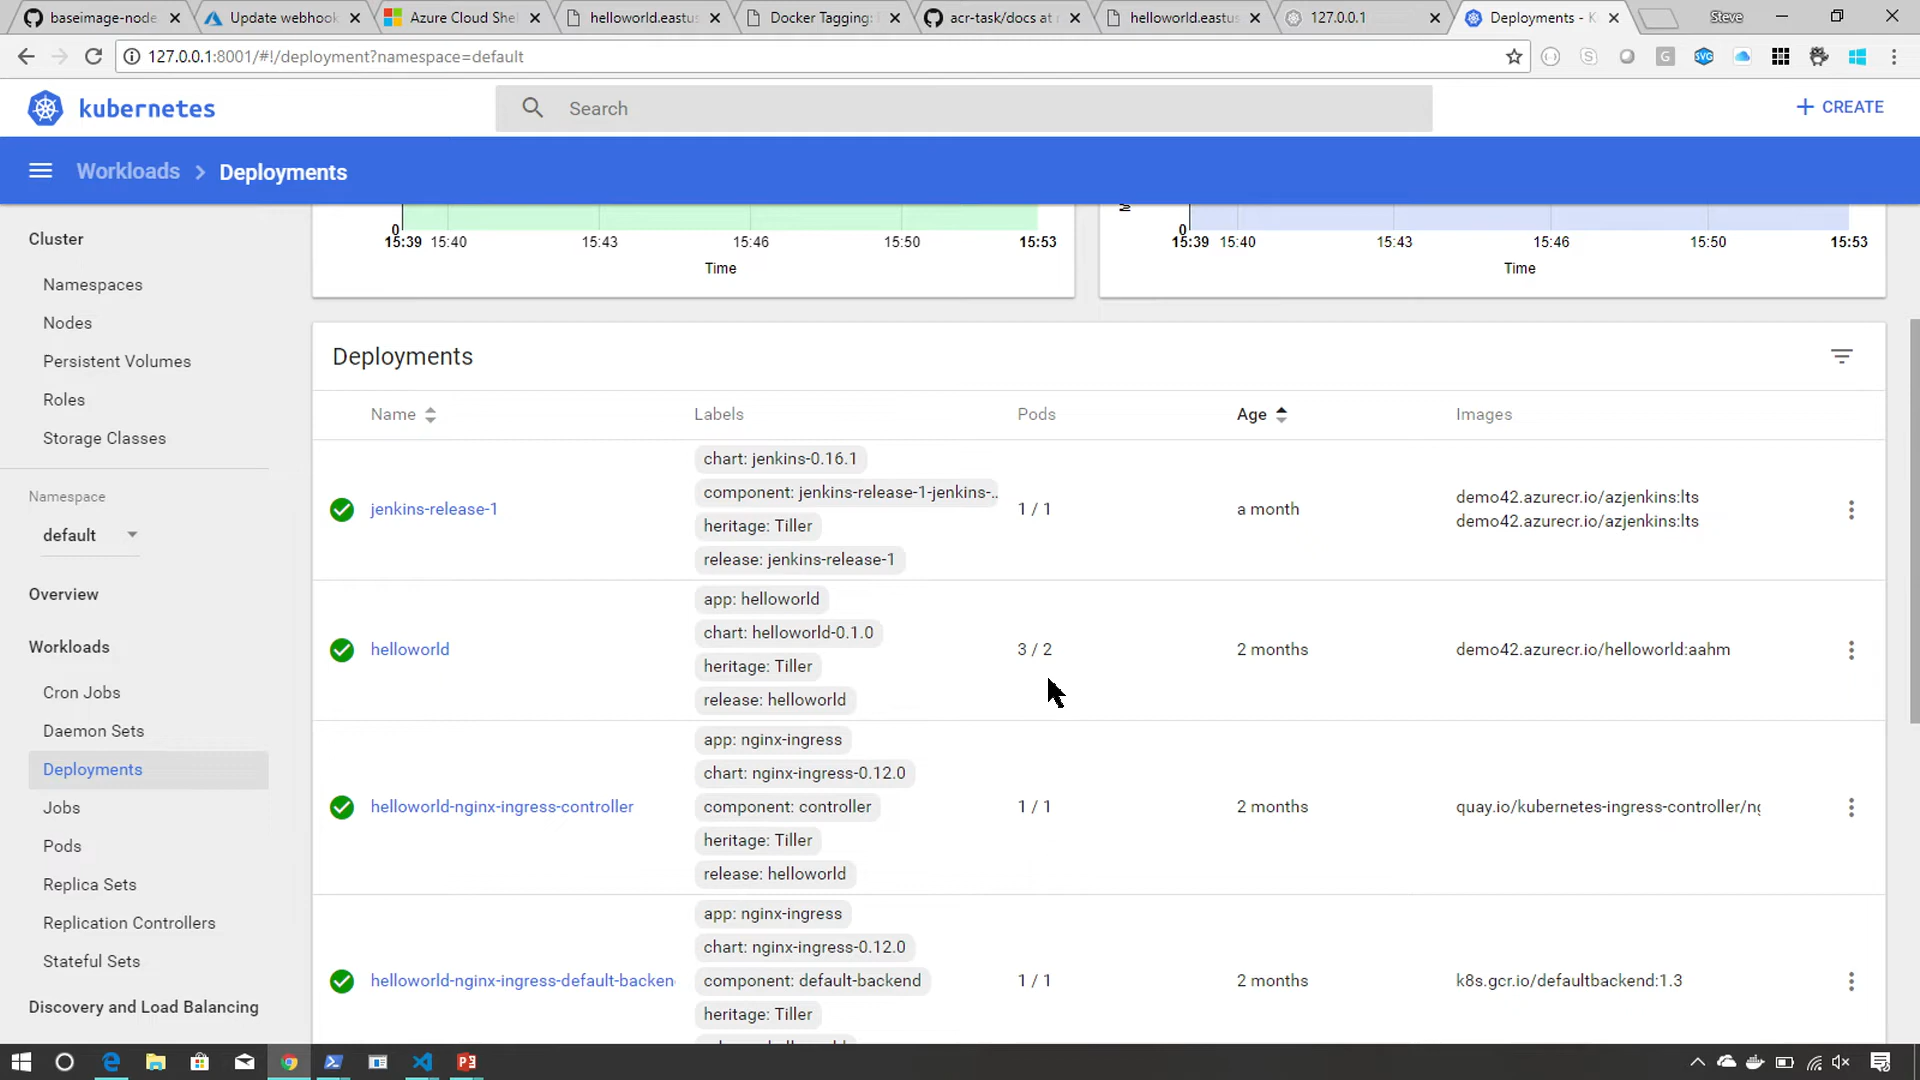 baseimage-node
Update webhook
Azure Cloud She
helloworld.eastus
Docker Tagging:
acr-task/docs at
helloworld.eastus
127.0.0.1
Deployments - K
Steve
127.0.0.1:8001/#!/deployment?namespace=default
kubernetes
Search
+ CREATE
Workloads > Deployments
Cluster
Namespaces
Nodes
Persistent Volumes
Roles
Storage Classes
Namespace
default
Overview
Workloads
Cron Jobs
Daemon Sets
Deployments
Jobs
Pods
Replica Sets
Replication Controllers
Stateful Sets
Discovery and Load Balancing
0
15:39 15:40 15:43 15:46 15:50 15:53
Time
0
15:39 15:40 15:43 15:46 15:50 15:53
Time
Deployments
Name Labels Pods Age Images
jenkins-release-1
chart: jenkins-0.16.1
component: jenkins-release-1-jenkins-..
heritage: Tiller
release: jenkins-release-1
1 / 1
a month
demo42.azurecr.io/azjenkins:lts
demo42.azurecr.io/azjenkins:lts
helloworld
app: helloworld
chart: helloworld-0.1.0
heritage: Tiller
release: helloworld
3 / 2
2 months
demo42.azurecr.io/helloworld:aahm
helloworld-nginx-ingress-controller
app: nginx-ingress
chart: nginx-ingress-0.12.0
component: controller
heritage: Tiller
release: helloworld
1 / 1
2 months
quay.io/kubernetes-ingress-controller/ng
helloworld-nginx-ingress-default-backen
app: nginx-ingress
chart: nginx-ingress-0.12.0
component: default-backend
heritage: Tiller
1 / 1
2 months
k8s.gcr.io/defaultbackend:1.3